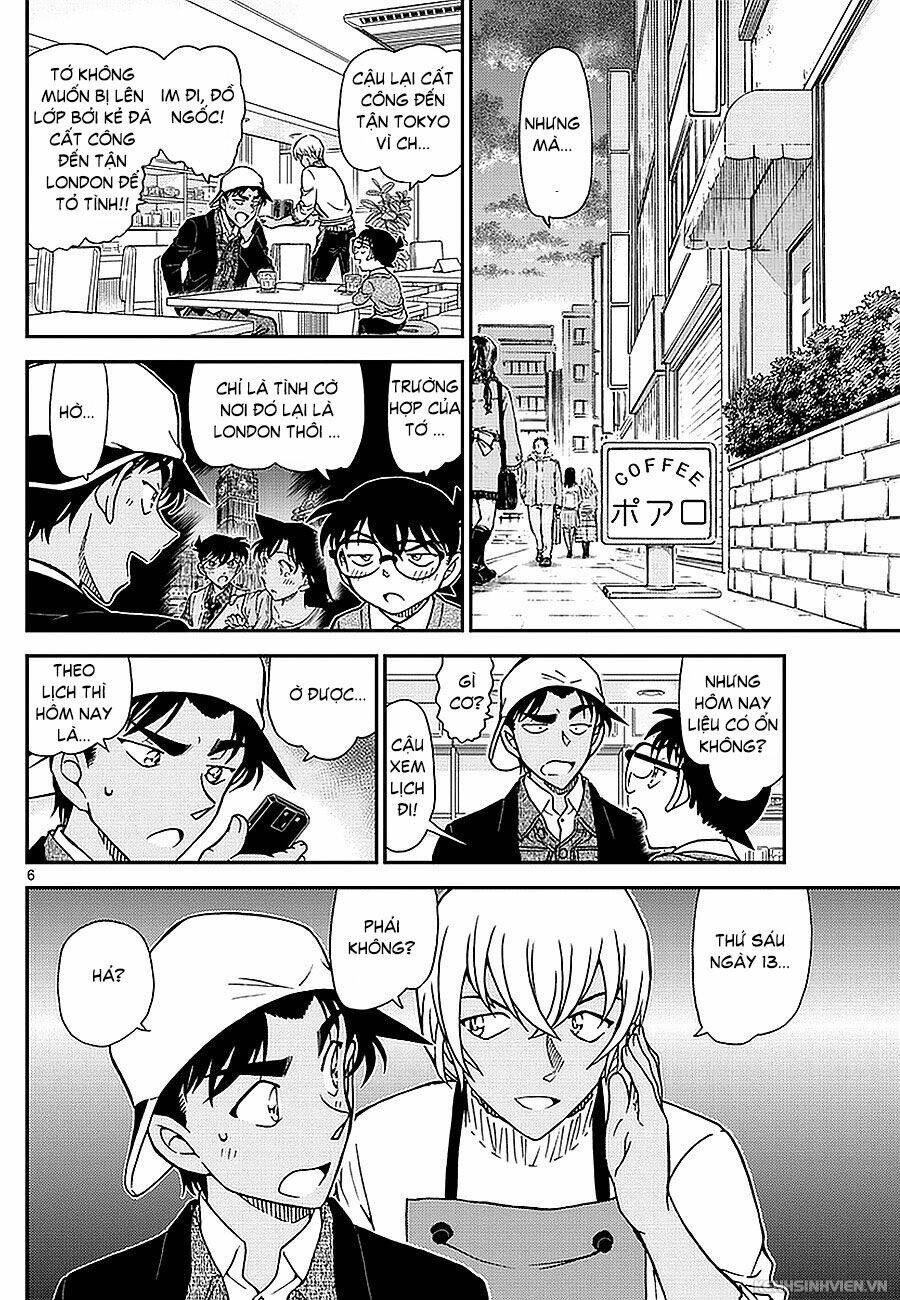 NHƯNG
MÀ...
COFFEE
ポアロ
CẬU LẠI CẤT
CÔNG ĐẾN
TẬN TOKYO
VÌ CH...
IM ĐI, ĐỒ
NGỐC!
TỚ KHÔNG
MUỐN BỊ LÊN
LỚP BỞI KẺ ĐÃ
CẤT CÔNG
ĐẾN TẬN
LONDON ĐỂ
TỎ TÌNH!!
TRƯỜNG
HỢP CỦA
TỚ ...
CHỈ LÀ TÌNH CỜ
NƠI ĐÓ LẠI LÀ
LONDON THÔI ...
HỜ...
NHƯNG
HÔM NAY
LIỆU CÓ ỔN
KHÔNG?
GÌ
CƠ?
CẬU
XEM
LỊCH
ĐI!
Ờ ĐƯỢC...
THEO
LỊCH THÌ
HÔM NAY
LÀ...
6
THỨ SÁU
NGÀY 13...
PHẢI
KHÔNG?
HẢ?
KENHSINHVIEN.VN